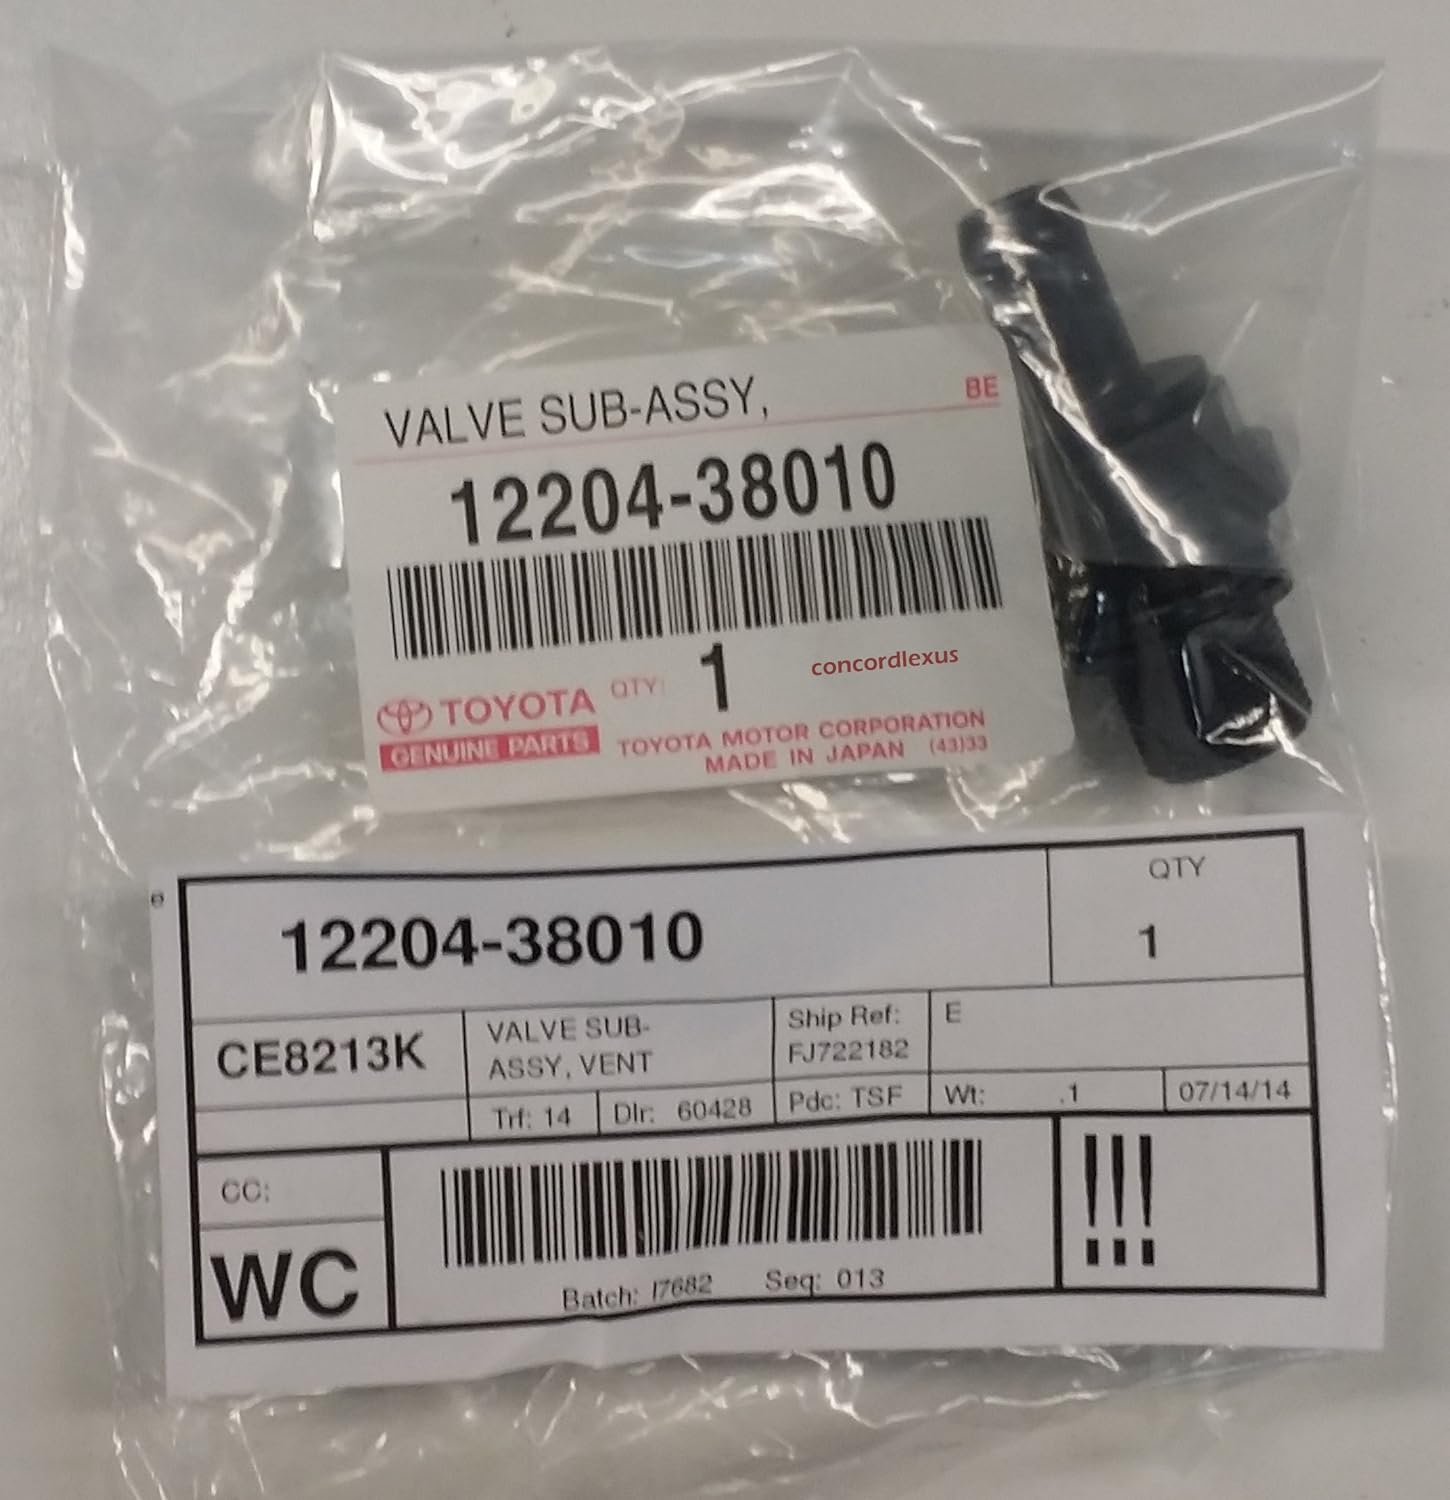 VALVE SUB-ASSY,
BE
12204-38010
QTY: 1
concordlexus
TOYOTA
GENUINE PARTS
TOYOTA MOTOR CORPORATION
MADE IN JAPAN (43)33
e
12204-38010
QTY
1
CE8213K
VALVE SUB-
ASSY, VENT
Ship Ref:
FJ722182
E
Trf: 14
Dlr: 60428
Pdc: TSF
Wt: .1
07/14/14
CC:
WC
Batch: I7682 Seq: 013
!!!